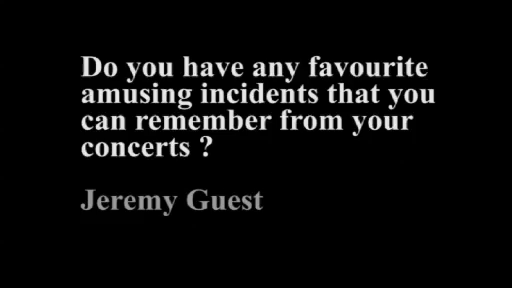 Do you have any favourite
amusing incidents that you
can remember from your
concerts ?
Jeremy Guest